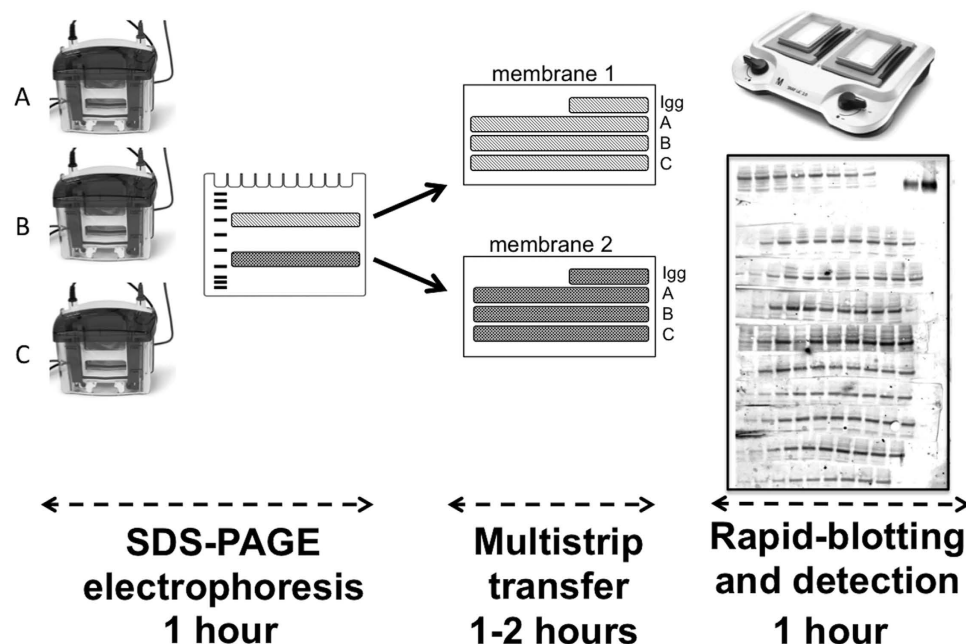 A
B
C
membrane 1
Igg
A
B
C
membrane 2
Igg
A
B
C
SDS-PAGE
electrophoresis
1 hour
Multistrip
transfer
1-2 hours
Rapid-blotting
and detection
1 hour